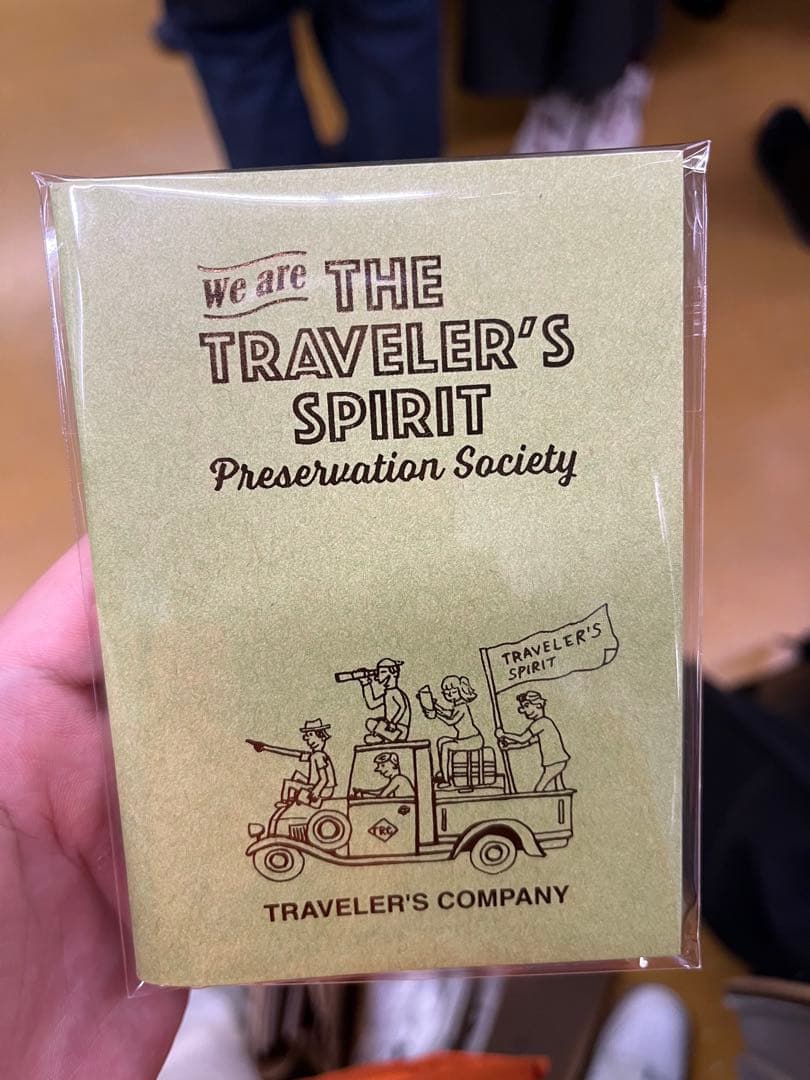 We are THE
TRAVELER'S
SPIRIT
Preservation Society
TRAVELER'S
SPIRIT
TRC
TRAVELER'S COMPANY